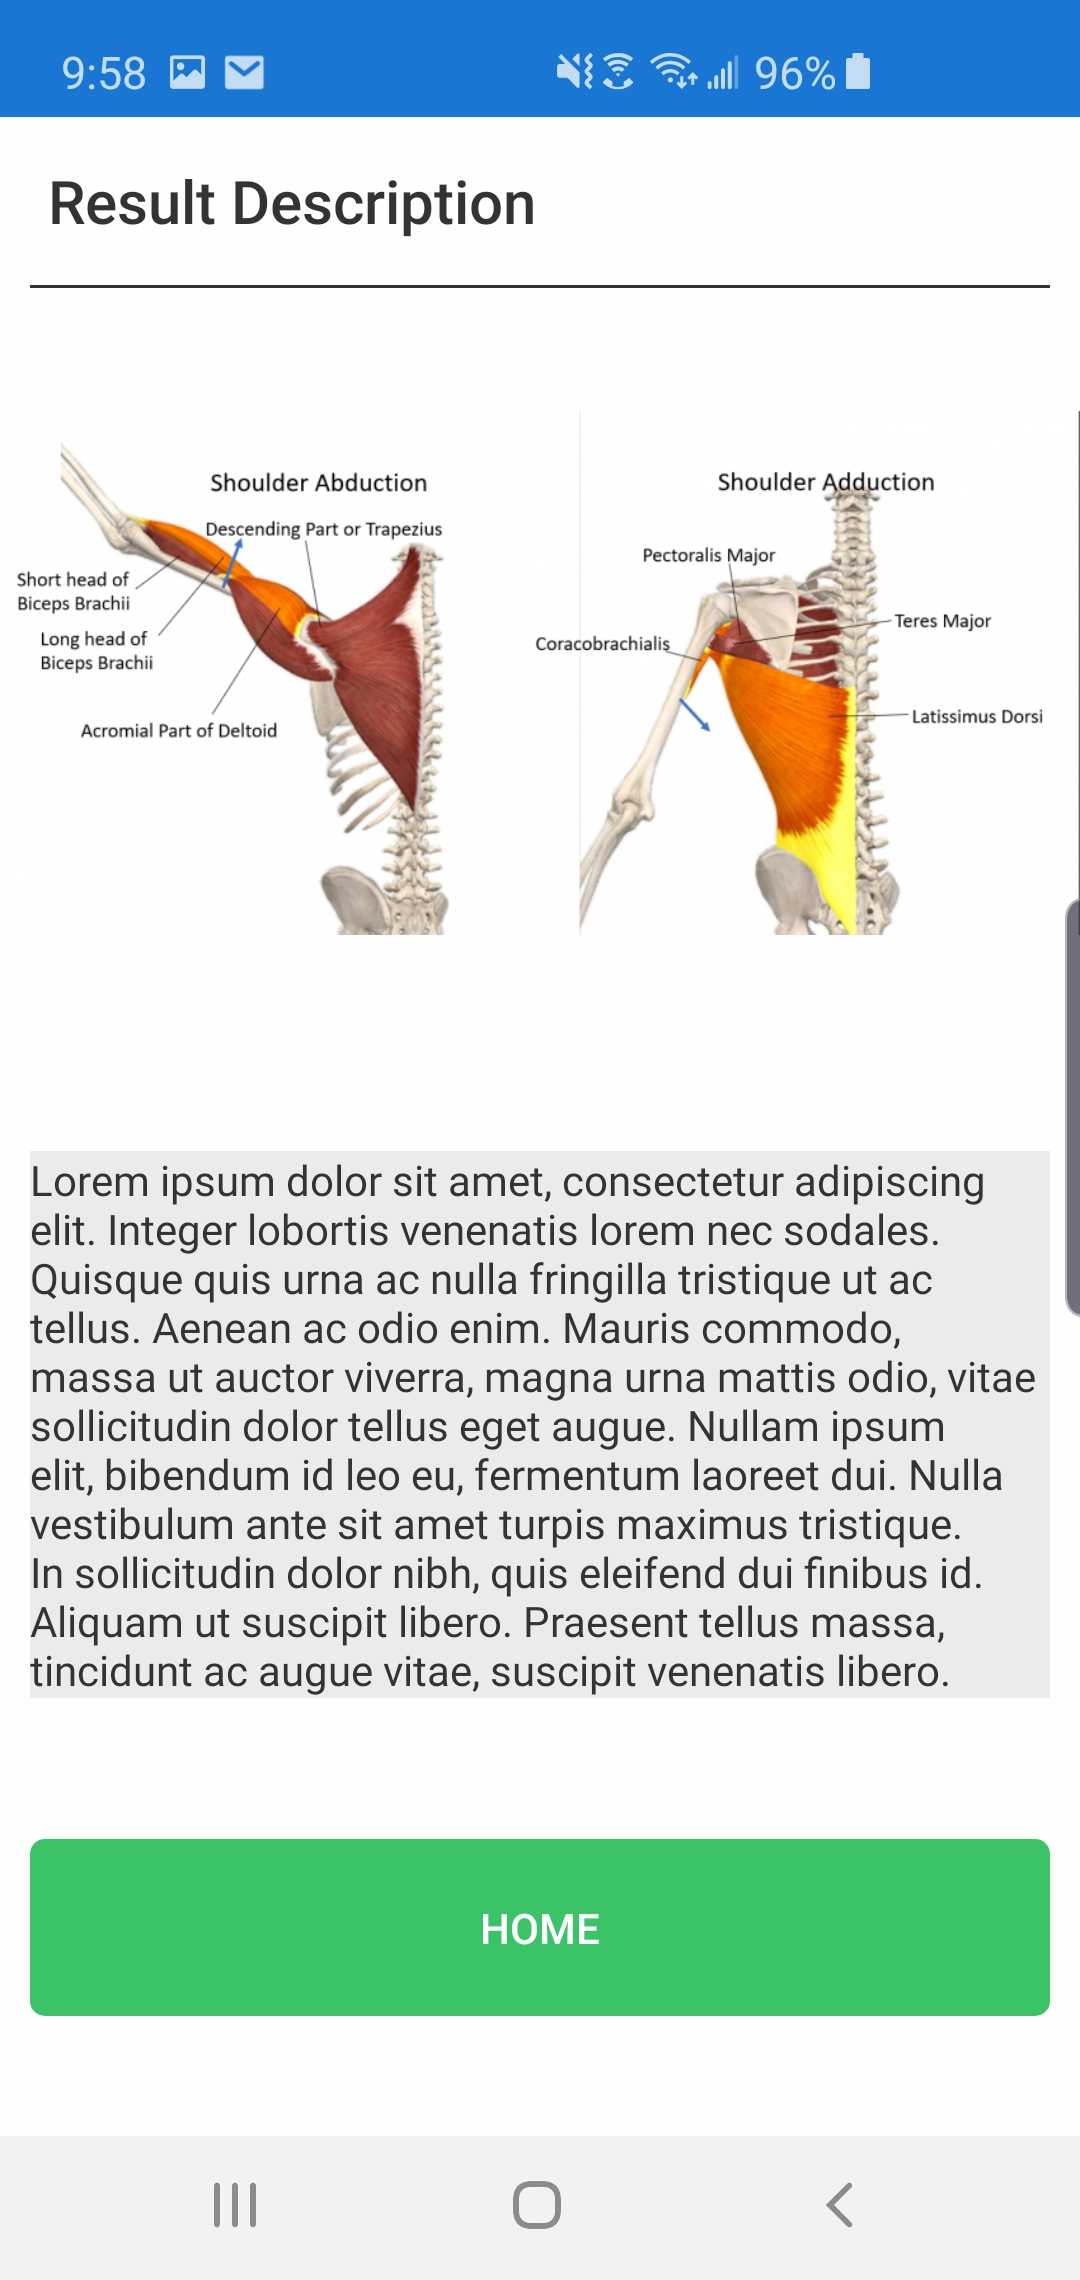 9:58
96%
Result Description
Shoulder Abduction
Descending Part or Trapezius
Short head of
Biceps Brachii
Long head of
Biceps Brachii
Acromial Part of Deltoid
Shoulder Adduction
Pectoralis Major
Teres Major
Coracobrachialis
Latissimus Dorsi
Lorem ipsum dolor sit amet, consectetur adipiscing
elit. Integer lobortis venenatis lorem nec sodales.
Quisque quis urna ac nulla fringilla tristique ut ac
tellus. Aenean ac odio enim. Mauris commodo,
massa ut auctor viverra, magna urna mattis odio, vitae
sollicitudin dolor tellus eget augue. Nullam ipsum
elit, bibendum id leo eu, fermentum laoreet dui. Nulla
vestibulum ante sit amet turpis maximus tristique.
In sollicitudin dolor nibh, quis eleifend dui finibus id.
Aliquam ut suscipit libero. Praesent tellus massa,
tincidunt ac augue vitae, suscipit venenatis libero.
HOME